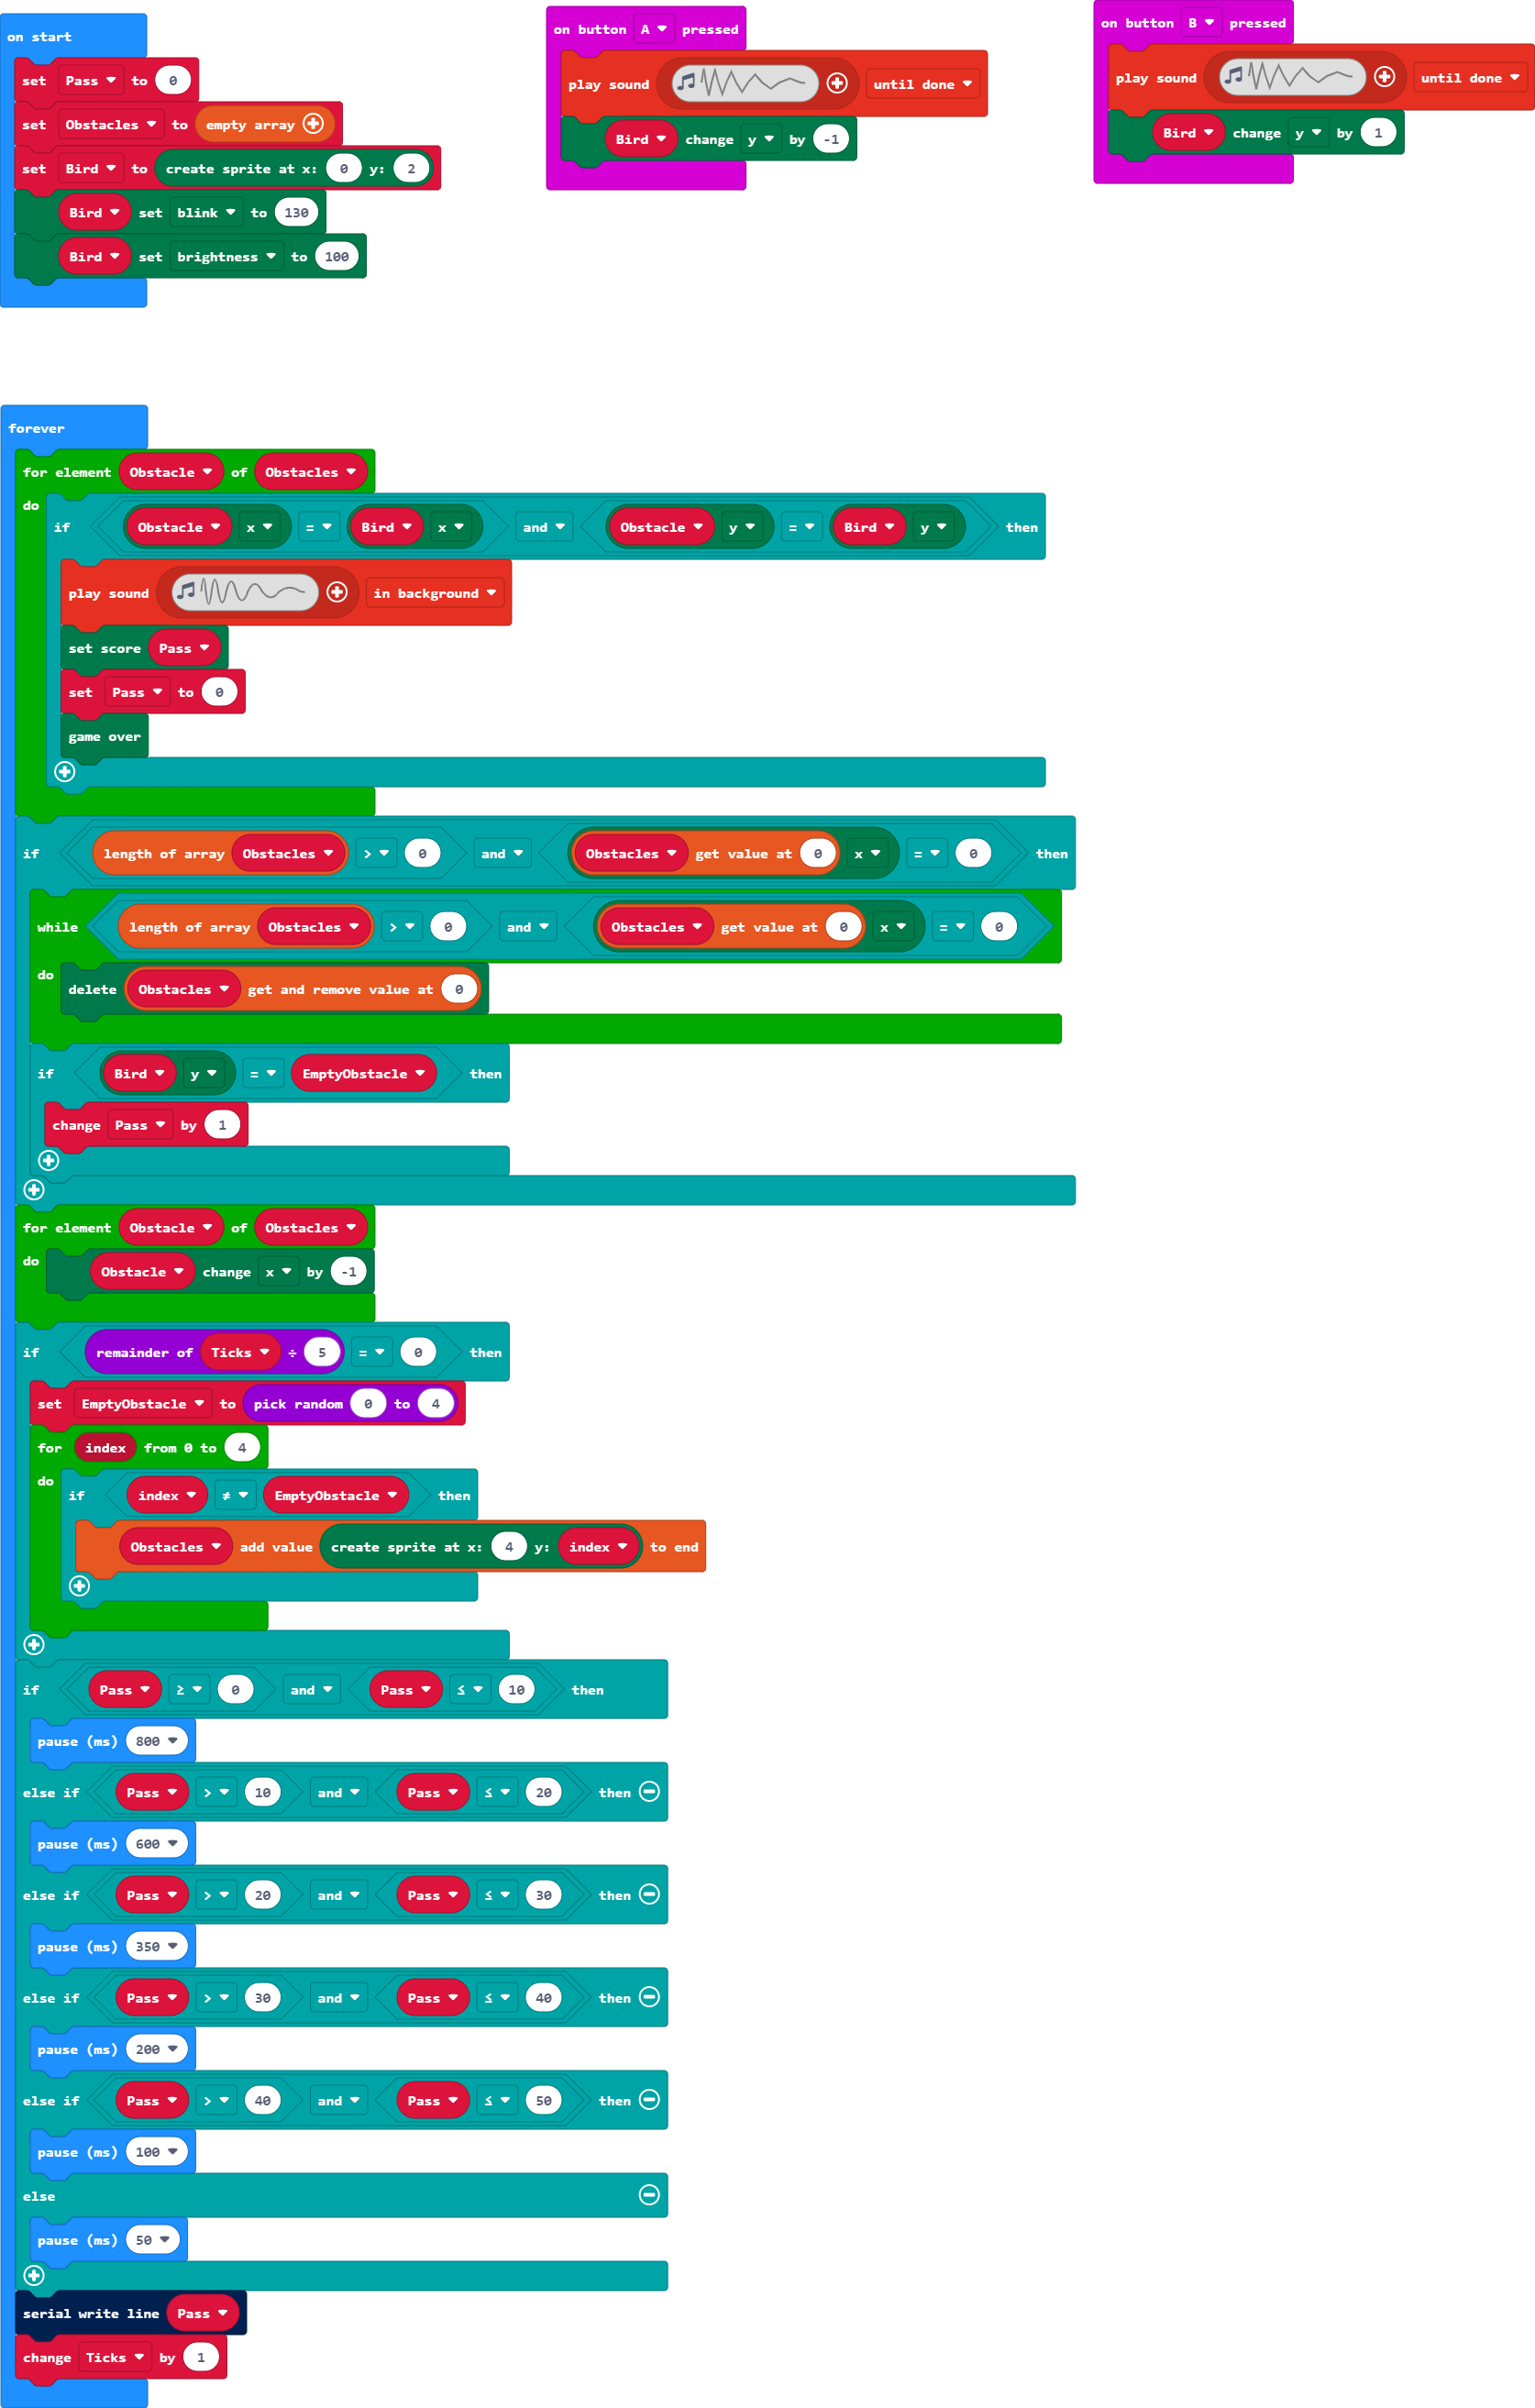 on start
set Pass to 0
set Obstacles to empty array
set Bird to create sprite at x: 0 y: 2
Bird set blink to 130
Bird set brightness to 100
on button A pressed
play sound until done
Bird change y by -1
on button B pressed
play sound until done
Bird change y by 1
forever
for element Obstacle of Obstacles
do
if Obstacle x = Bird x and Obstacle y = Bird y then
play sound in background
set score Pass
set Pass to 0
game over
if length of array Obstacles > 0 and Obstacles get value at 0 x = 0 then
while length of array Obstacles > 0 and Obstacles get value at 0 x = 0
do
delete Obstacles get and remove value at 0
if Bird y = EmptyObstacle then
change Pass by 1
for element Obstacle of Obstacles
do
Obstacle change x by -1
if remainder of Ticks ÷ 5 = 0 then
set EmptyObstacle to pick random 0 to 4
for index from 0 to 4
do
if index ≠ EmptyObstacle then
Obstacles add value create sprite at x: 4 y: index to end
if Pass ≥ 0 and Pass ≤ 10 then
pause (ms) 800
else if Pass > 10 and Pass ≤ 20 then
pause (ms) 600
else if Pass > 20 and Pass ≤ 30 then
pause (ms) 350
else if Pass > 30 and Pass ≤ 40 then
pause (ms) 200
else if Pass > 40 and Pass ≤ 50 then
pause (ms) 100
else
pause (ms) 50
serial write line Pass
change Ticks by 1